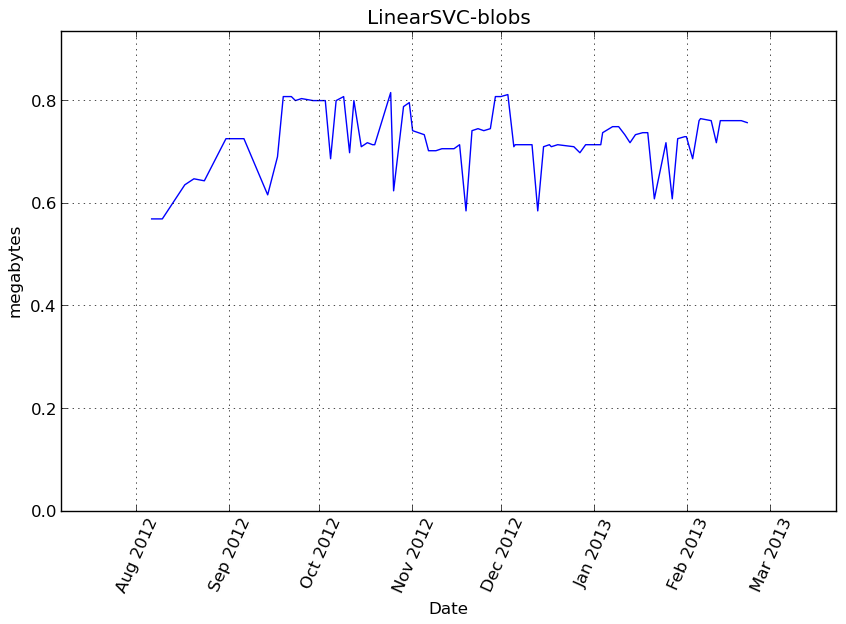 LinearSVC-blobs
megabytes
0.8
0.6
0.4
0.2
0.0
Aug 2012
Sep 2012
Oct 2012
Nov 2012
Dec 2012
Jan 2013
Feb 2013
Mar 2013
Date